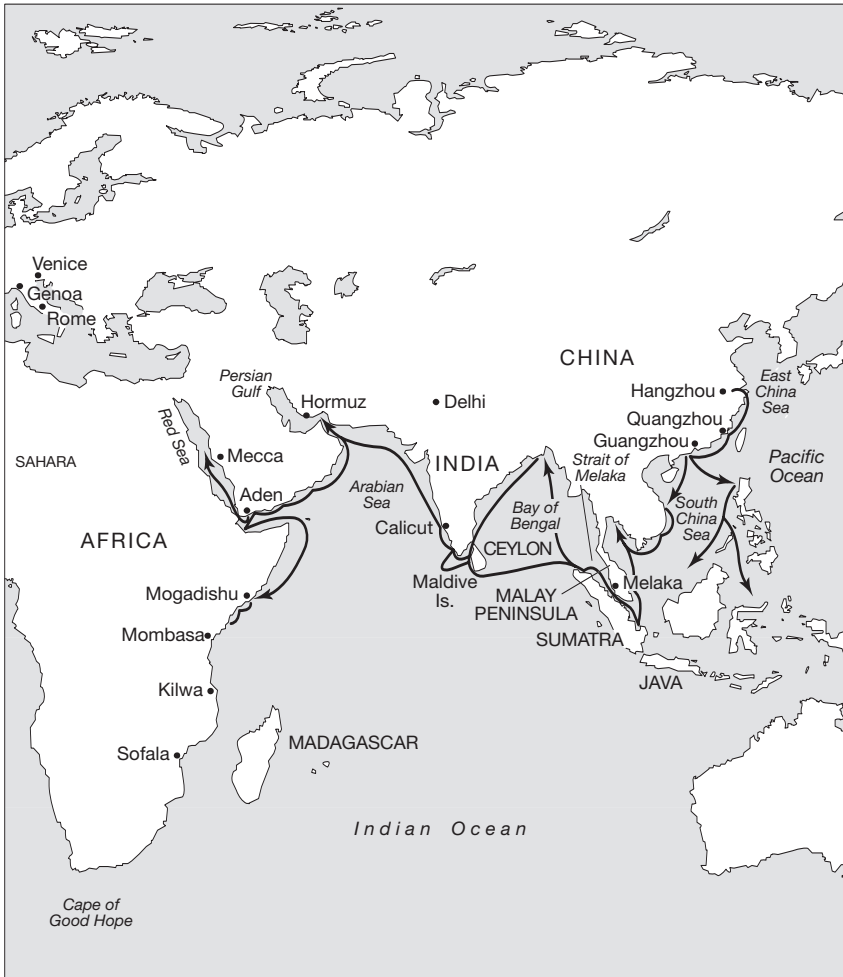 Venice
Genoa
Rome
CHINA
Persian
Gulf
Hangzhou
East
China
Sea
Hormuz
Delhi
Quangzhou
Red Sea
Guangzhou
Mecca
SAHARA
INDIA
Strait of
Melaka
Pacific
Ocean
Aden
Arabian
Sea
Bay of
Bengal
South
China
Sea
Calicut
AFRICA
CEYLON
Maldive
Is.
Melaka
Mogadishu
MALAY
PENINSULA
Mombasa
SUMATRA
JAVA
Kilwa
MADAGASCAR
Sofala
Indian Ocean
Cape of
Good Hope